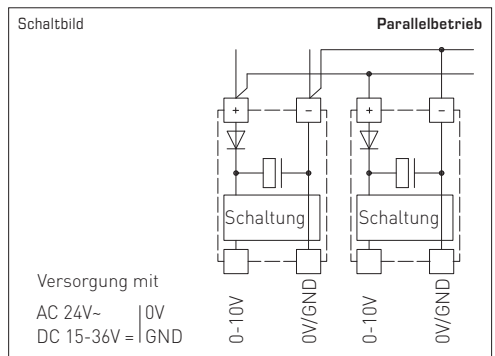 Schaltbild
Parallelbetrieb
+ − + −
Schaltung Schaltung
Versorgung mit
AC 24V~ 0V
DC 15-36V = GND
0-10V
0V/GND
0-10V
0V/GND